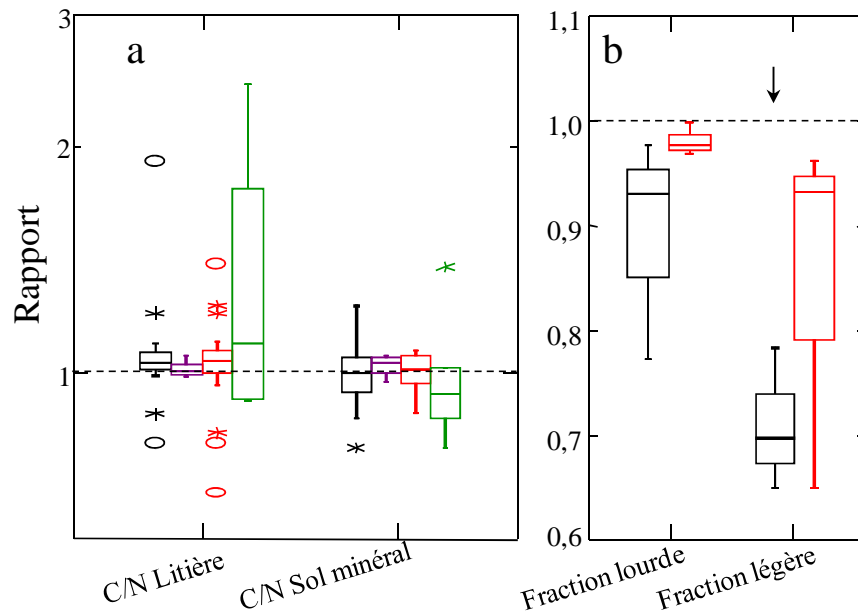 3
2
1
Rapport
a
C/N Litière
C/N Sol minéral
1,1
1,0
0,9
0,8
0,7
0,6
b
Fraction lourde
Fraction légère